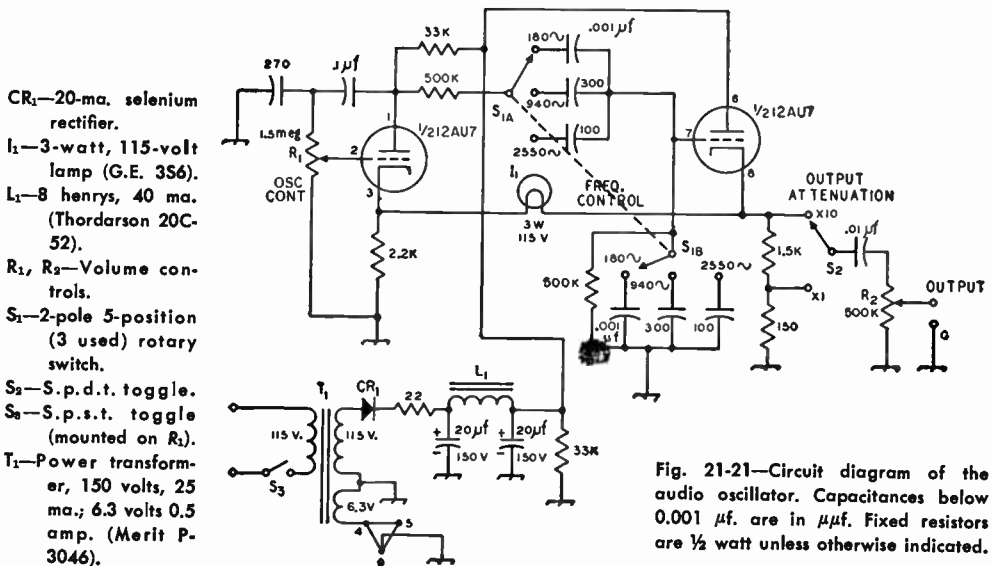 CR₁—20-ma. selenium
rectifier.
I₁—3-watt, 115-volt
lamp (G.E. 3S6).
L₁—8 henrys, 40 ma.
(Thordarson 20C-
52).
R₁, R₂—Volume con-
trols.
S₁—2-pole 5-position
(3 used) rotary
switch.
S₂—S.p.d.t. toggle.
S₃—S.p.s.t. toggle
(mounted on R₁).
T₁—Power transform-
er, 150 volts, 25
ma.; 6.3 volts 0.5
amp. (Merit P-
3046).
270
.1μf
33K
500K
180~
.001μf
300
940~
100
2550~
S1A
1.5meg
R₁
OSC
CONT
1
2
3
½12AU7
2.2K
I₁
3W
115V
FREQ.
CONTROL
6
7
8
½12AU7
OUTPUT
ATTENUATION
X10
S₂
.01μf
1.5K
X1
150
R₂
500K
OUTPUT
G
S1B
180~
940~
2550~
500K
.001
μf
300
100
T₁
CR₁
22
L₁
115V.
115V.
S₃
6.3V
4
5
9
+
20μf
-
150V
+
20μf
-
150V
33K
Fig. 21-21—Circuit diagram of the
audio oscillator. Capacitances below
0.001 μf. are in μμf. Fixed resistors
are ½ watt unless otherwise indicated.